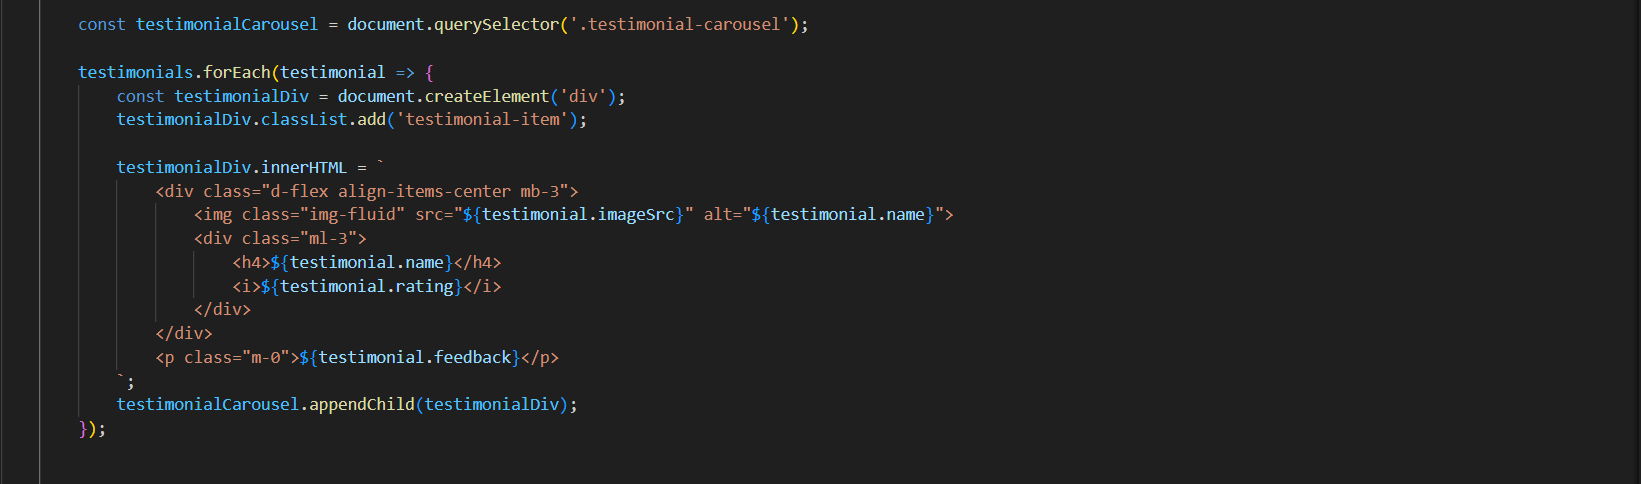 const testimonialCarousel = document.querySelector('.testimonial-carousel');
testimonials.forEach(testimonial => {
const testimonialDiv = document.createElement('div');
testimonialDiv.classList.add('testimonial-item');
testimonialDiv.innerHTML = `
<div class="d-flex align-items-center mb-3">
<img class="img-fluid" src="${testimonial.imageSrc}" alt="${testimonial.name}">
<div class="ml-3">
<h4>${testimonial.name}</h4>
<i>${testimonial.rating}</i>
</div>
</div>
<p class="m-0">${testimonial.feedback}</p>
`;
testimonialCarousel.appendChild(testimonialDiv);
});